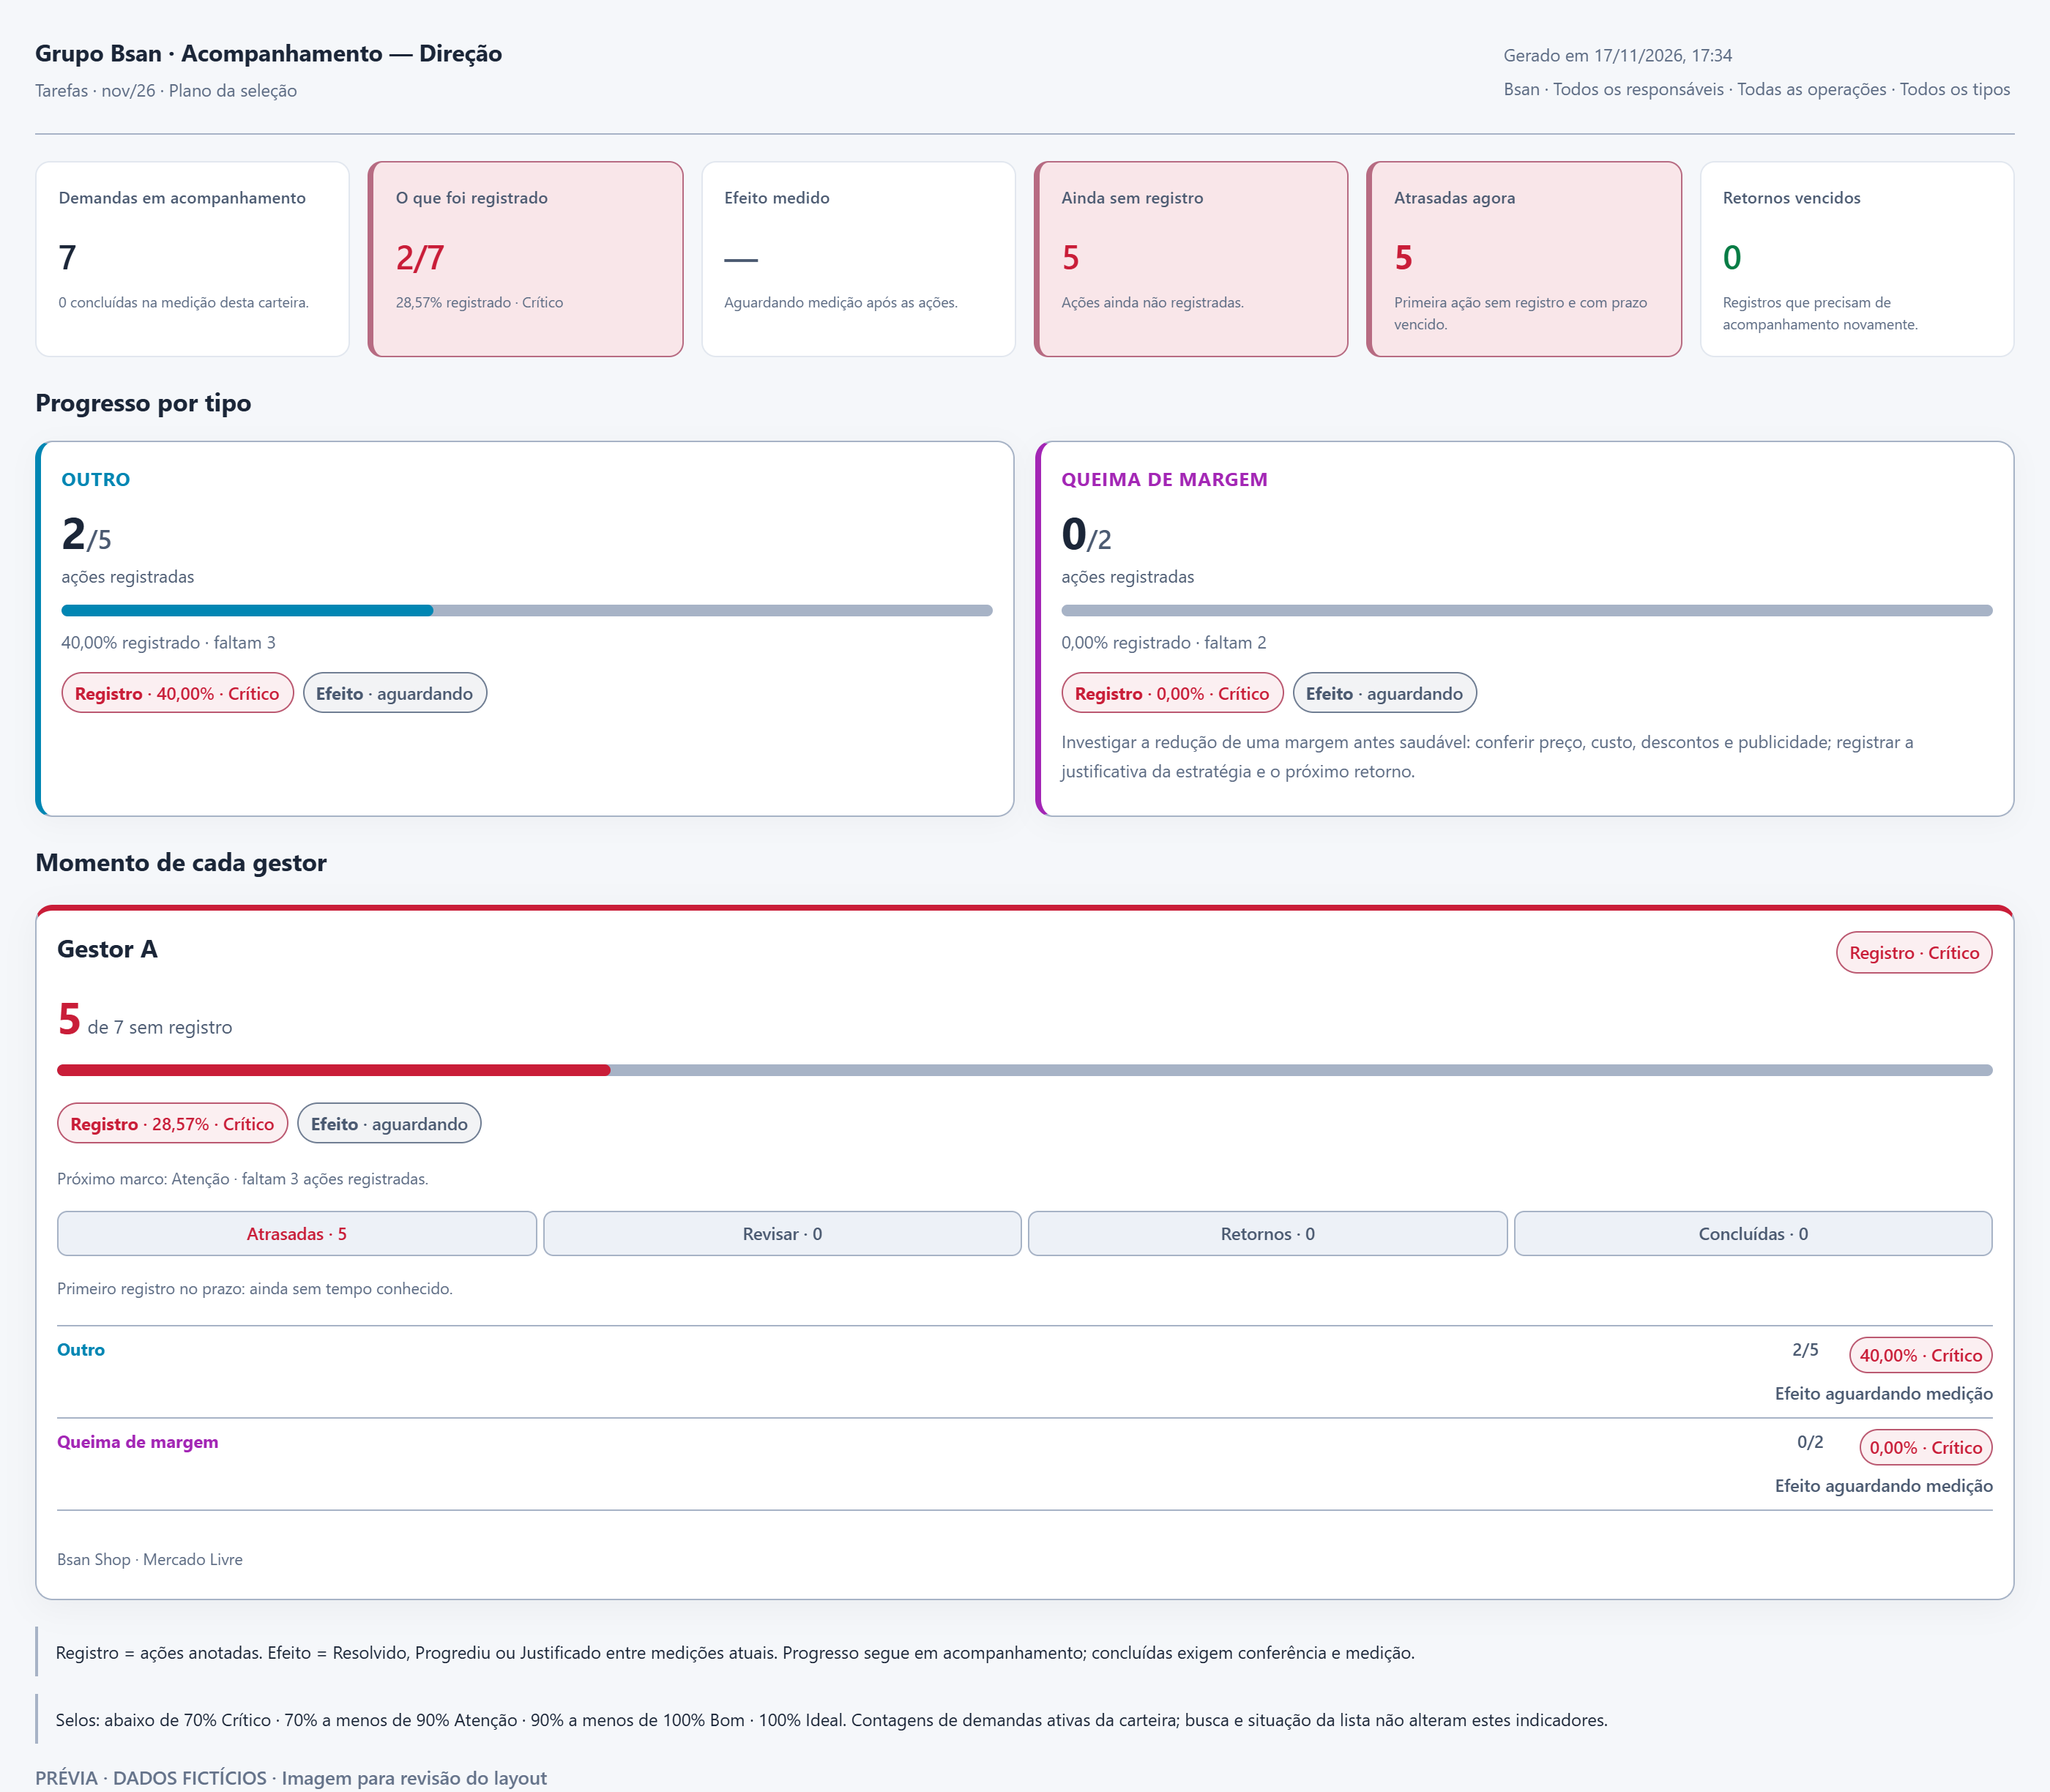 Grupo Bsan · Acompanhamento — Direção
Tarefas · nov/26 · Plano da seleção
Gerado em 17/11/2026, 17:34
Bsan · Todos os responsáveis · Todas as operações · Todos os tipos
Demandas em acompanhamento
7
0 concluídas na medição desta carteira.
O que foi registrado
2/7
28,57% registrado · Crítico
Efeito medido
—
Aguardando medição após as ações.
Ainda sem registro
5
Ações ainda não registradas.
Atrasadas agora
5
Primeira ação sem registro e com prazo
vencido.
Retornos vencidos
0
Registros que precisam de
acompanhamento novamente.
Progresso por tipo
OUTRO
2/5
ações registradas
40,00% registrado · faltam 3
Registro · 40,00% · Crítico
Efeito · aguardando
QUEIMA DE MARGEM
0/2
ações registradas
0,00% registrado · faltam 2
Registro · 0,00% · Crítico
Efeito · aguardando
Investigar a redução de uma margem antes saudável: conferir preço, custo, descontos e publicidade; registrar a
justificativa da estratégia e o próximo retorno.
Momento de cada gestor
Gestor A
Registro · Crítico
5 de 7 sem registro
Registro · 28,57% · Crítico
Efeito · aguardando
Próximo marco: Atenção · faltam 3 ações registradas.
Atrasadas · 5
Revisar · 0
Retornos · 0
Concluídas · 0
Primeiro registro no prazo: ainda sem tempo conhecido.
Outro
2/5
40,00% · Crítico
Efeito aguardando medição
Queima de margem
0/2
0,00% · Crítico
Efeito aguardando medição
Bsan Shop · Mercado Livre
Registro = ações anotadas. Efeito = Resolvido, Progrediu ou Justificado entre medições atuais. Progresso segue em acompanhamento; concluídas exigem conferência e medição.
Selos: abaixo de 70% Crítico · 70% a menos de 90% Atenção · 90% a menos de 100% Bom · 100% Ideal. Contagens de demandas ativas da carteira; busca e situação da lista não alteram estes indicadores.
PRÉVIA · DADOS FICTÍCIOS · Imagem para revisão do layout